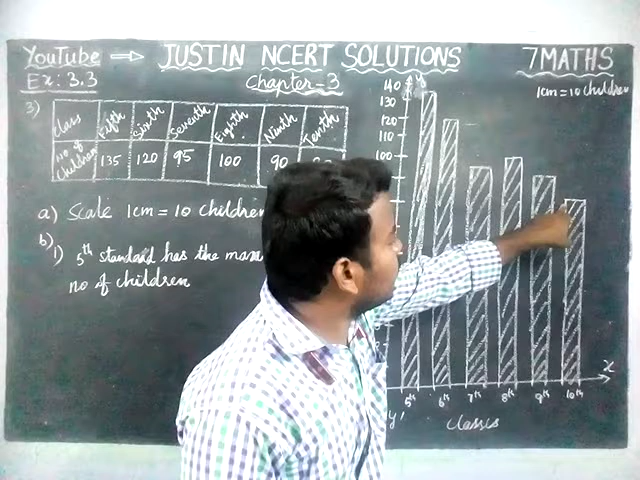 YouTube ⇒ JUSTIN NCERT SOLUTIONS 7MATHS
Ex: 3.3 Chapter-3
1cm=10 children
3)
Class Fifth Sixth Seventh Eighth Ninth Tenth
no of children 135 120 95 100 90
a) Scale 1cm = 10 children
b) 1) 5th standard has the
no of children
y
140
130
120
110
100
x
y'
5th 6th 7th 8th 9th 10th
classes